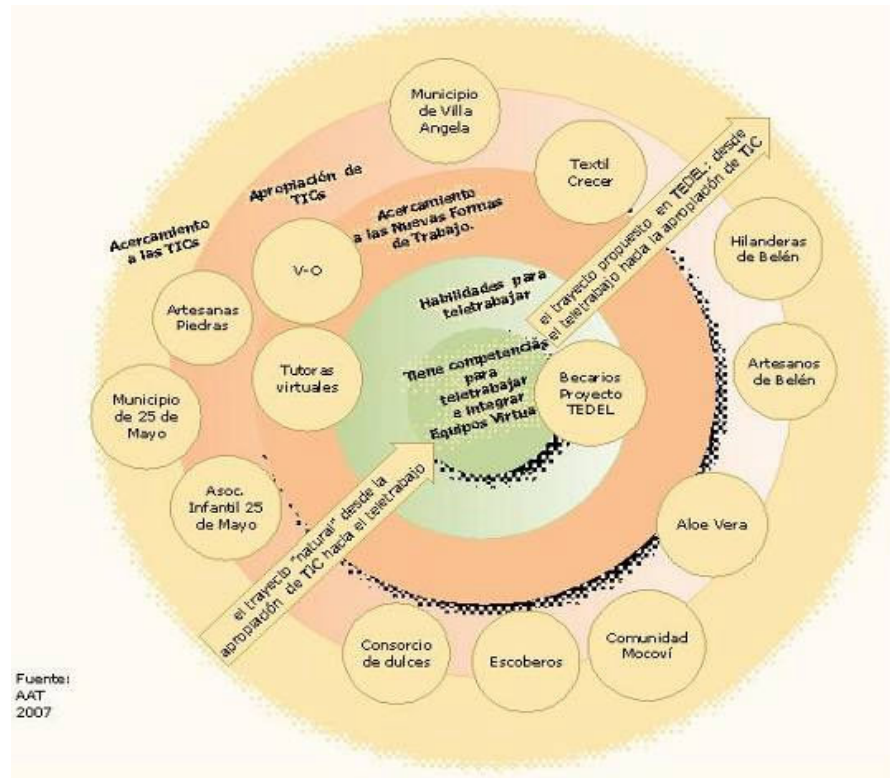 Municipio
de Villa
Angela
Textil
Crecer
Acercamiento
a las TICs
Apropiación de
TICs
Acercamiento
a las Nuevas Formas
de Trabajo.
Habilidades para
teletrabajar
Tiene competencias
para
teletrabajar
e integrar
Equipos Virtua
el trayecto propuesto en TEDEL: desde
el teletrabajo hacia la apropiación de TIC
Hilanderas
de Belén
Artesanos
de Belén
V-O
Artesanas
Piedras
Tutoras
virtuales
Becarios
Proyecto
TEDEL
Municipio
de 25 de
Mayo
Asoc.
Infantil 25
de Mayo
el trayecto "natural" desde la
apropiación de TIC hacia el teletrabajo
Aloe Vera
Comunidad
Mocoví
Consorcio
de dulces
Escoberos
Fuente:
AAT
2007